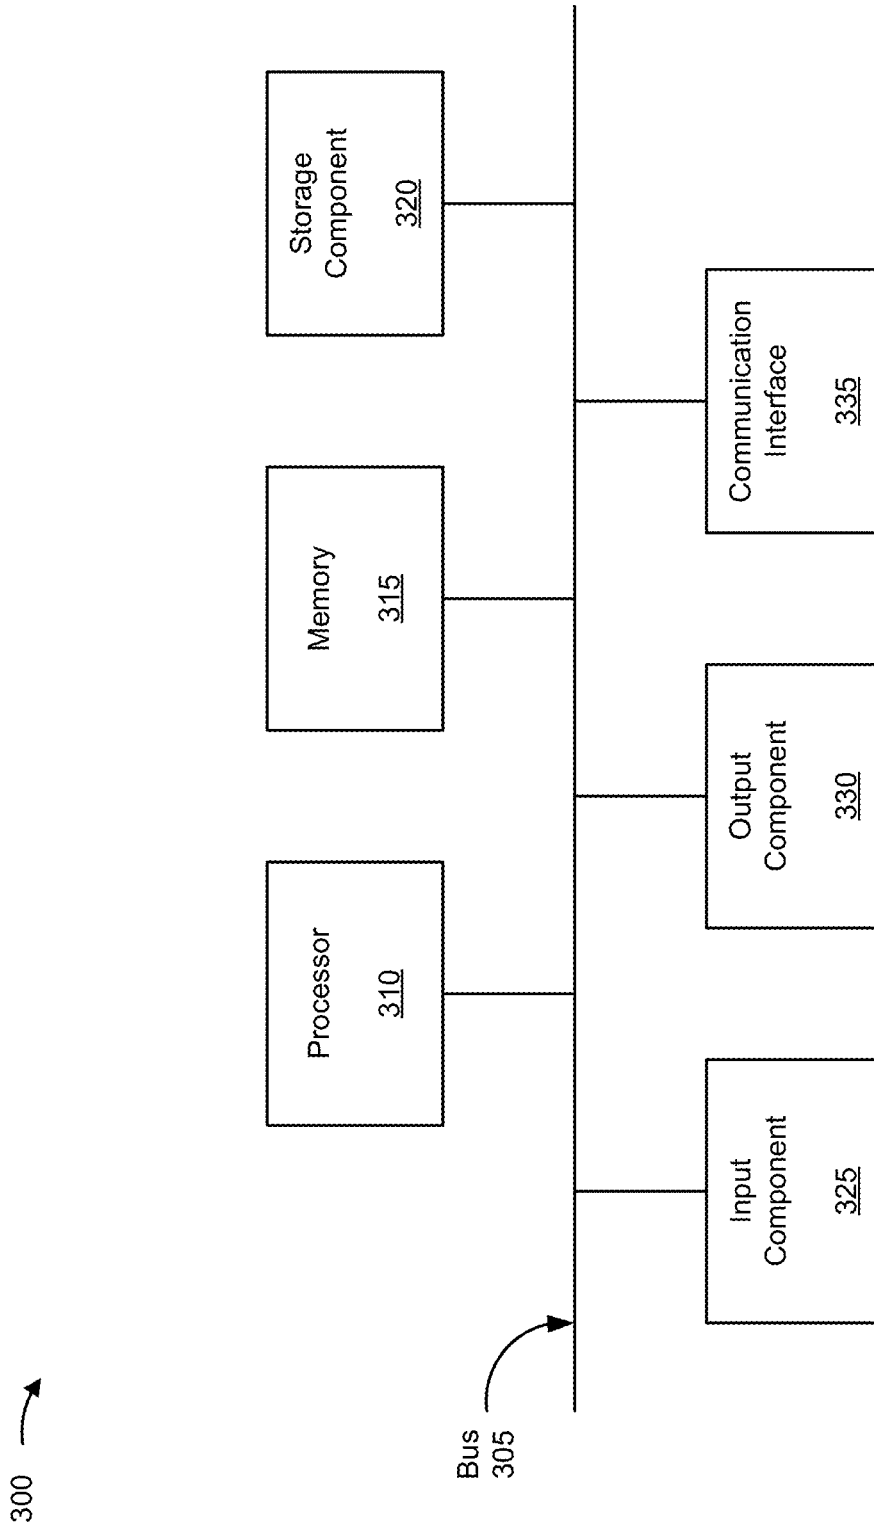 300
Processor
310
Memory
315
Storage
Component
320
Bus
305
Input
Component
325
Output
Component
330
Communication
Interface
335